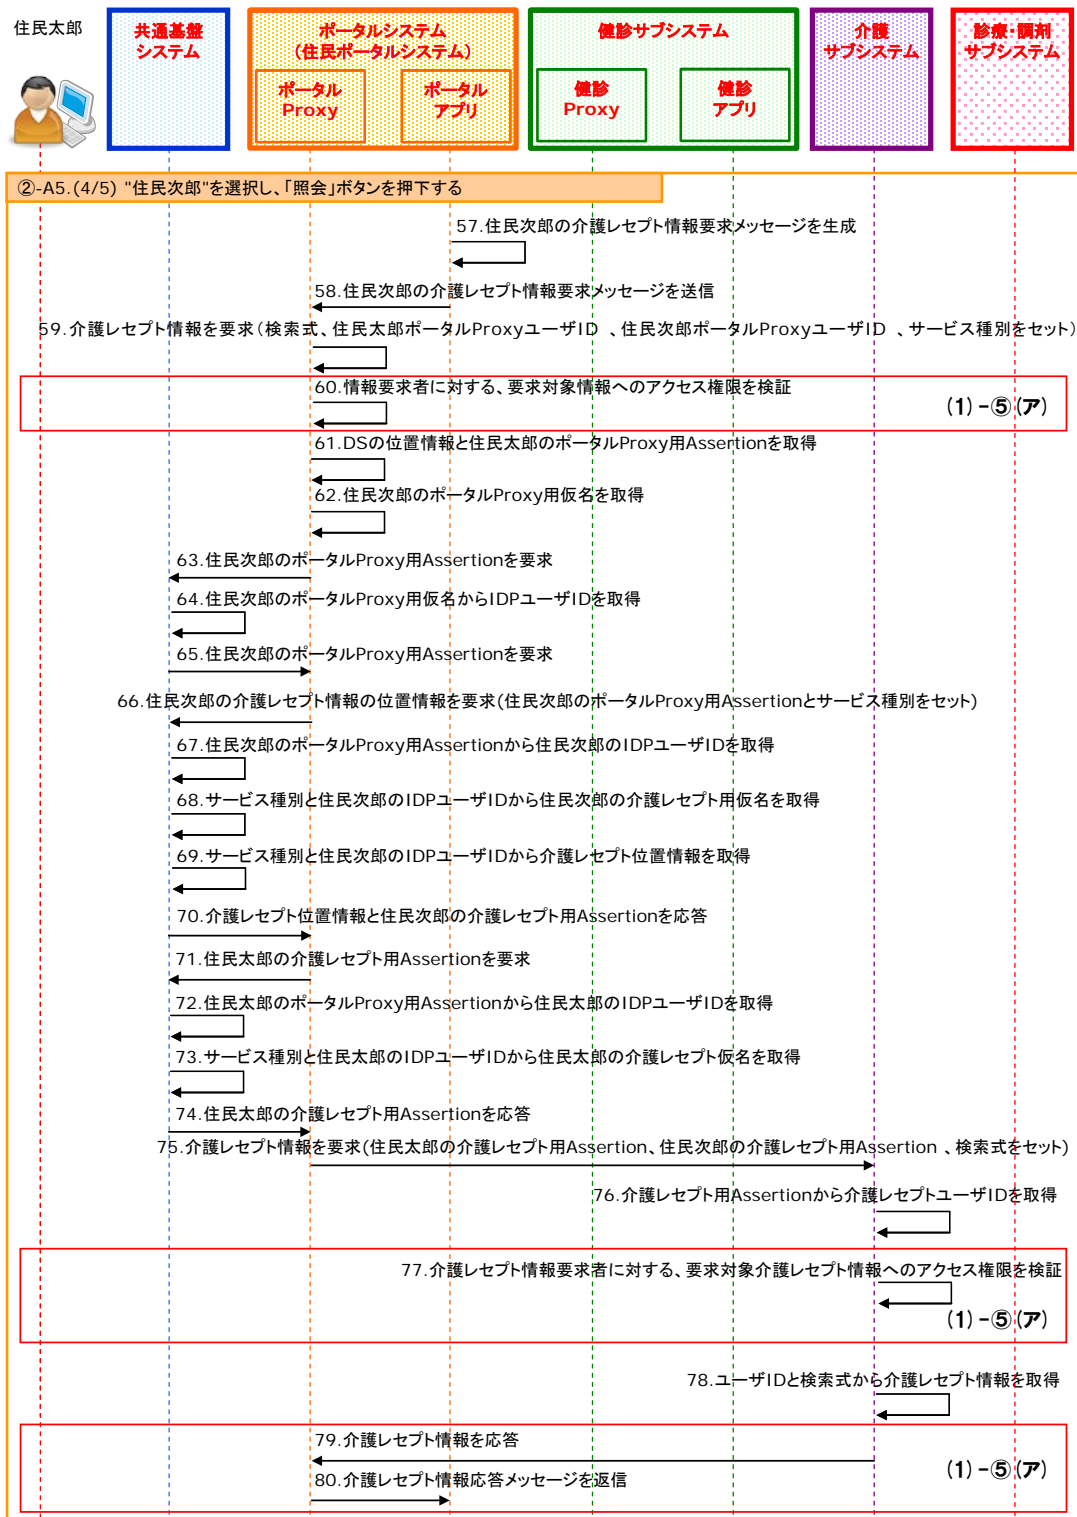 住民太郎
共通基盤
システム
ポータルシステム
(住民ポータルシステム)
ポータル
Proxy
ポータル
アプリ
健診サブシステム
健診
Proxy
健診
アプリ
介護
サブシステム
診療・調剤
サブシステム
②-A5.(4/5) "住民次郎"を選択し、「照会」ボタンを押下する
57.住民次郎の介護レセプト情報要求メッセージを生成
58.住民次郎の介護レセプト情報要求メッセージを送信
59.介護レセプト情報を要求(検索式、住民太郎ポータルProxyユーザID 、住民次郎ポータルProxyユーザID 、サービス種別をセット)
60.情報要求者に対する、要求対象情報へのアクセス権限を検証
(1)-⑤(ア)
61.DSの位置情報と住民太郎のポータルProxy用Assertionを取得
62.住民次郎のポータルProxy用仮名を取得
63.住民次郎のポータルProxy用Assertionを要求
64.住民次郎のポータルProxy用仮名からIDPユーザIDを取得
65.住民次郎のポータルProxy用Assertionを要求
66.住民次郎の介護レセプト情報の位置情報を要求(住民次郎のポータルProxy用Assertionとサービス種別をセット)
67.住民次郎のポータルProxy用Assertionから住民次郎のIDPユーザIDを取得
68.サービス種別と住民次郎のIDPユーザIDから住民次郎の介護レセプト用仮名を取得
69.サービス種別と住民次郎のIDPユーザIDから介護レセプト位置情報を取得
70.介護レセプト位置情報と住民次郎の介護レセプト用Assertionを応答
71.住民太郎の介護レセプト用Assertionを要求
72.住民太郎のポータルProxy用Assertionから住民太郎のIDPユーザIDを取得
73.サービス種別と住民太郎のIDPユーザIDから住民太郎の介護レセプト仮名を取得
74.住民太郎の介護レセプト用Assertionを応答
75.介護レセプト情報を要求(住民太郎の介護レセプト用Assertion、住民次郎の介護レセプト用Assertion 、検索式をセット)
76.介護レセプト用Assertionから介護レセプトユーザIDを取得
77.介護レセプト情報要求者に対する、要求対象介護レセプト情報へのアクセス権限を検証
(1)-⑤(ア)
78.ユーザIDと検索式から介護レセプト情報を取得
79.介護レセプト情報を応答
(1)-⑤(ア)
80.介護レセプト情報応答メッセージを返信